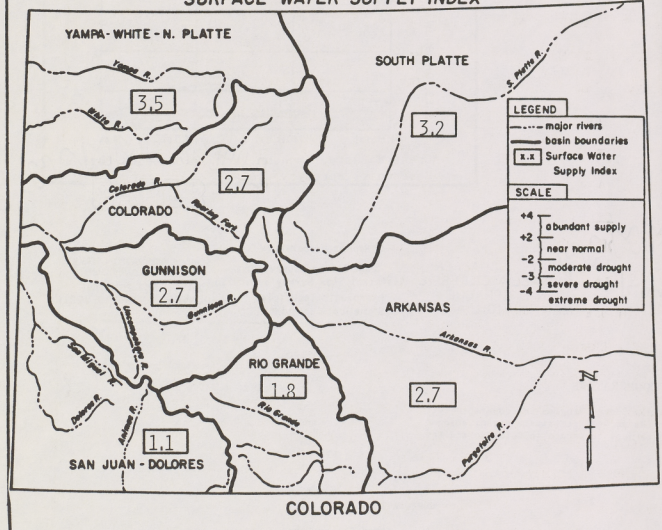 SURFACE WATER SUPPLY INDEX
YAMPA-WHITE-N. PLATTE
SOUTH PLATTE
Yampa R.
S. Platte R.
3.5
White R.
3.2
LEGEND
major rivers
basin boundaries
x.x Surface Water
Supply Index
2.7
Colorado R.
Roaring Fork
COLORADO
SCALE
+4
abundant supply
+2
near normal
-2
moderate drought
-3
severe drought
-4
extreme drought
GUNNISON
2.7
Gunnison R.
Uncompahgre R.
ARKANSAS
Arkansas R.
San Miguel R.
RIO GRANDE
1.8
Rio Grande
2.7
N
Dolores R.
Animas R.
1.1
Purgatoire R.
SAN JUAN - DOLORES
COLORADO